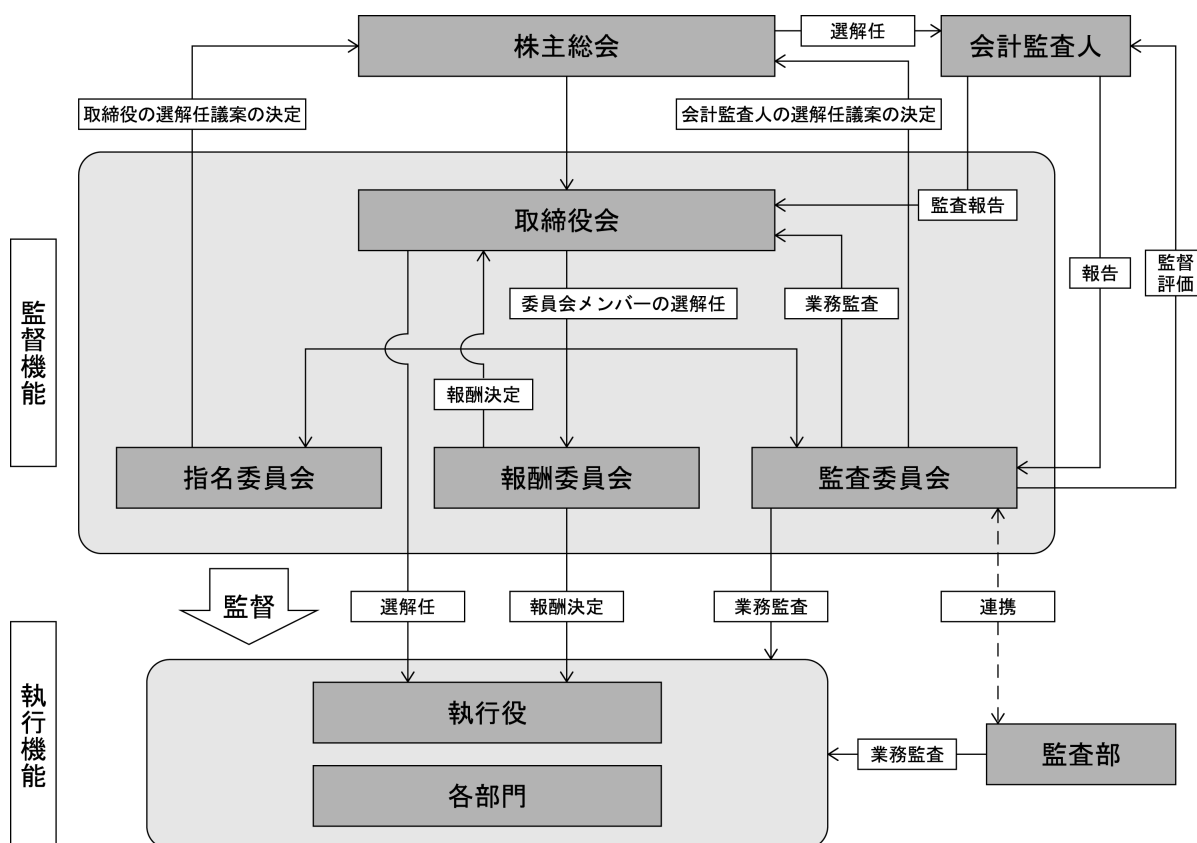 株主総会
選解任
会計監査人
取締役の選解任議案の決定
会計監査人の選解任議案の決定
取締役会
監査報告
監督機能
委員会メンバーの選解任
業務監査
報告
監督
評価
報酬決定
指名委員会
報酬委員会
監査委員会
監督
選解任
報酬決定
業務監査
連携
執行機能
執行役
業務監査
監査部
各部門